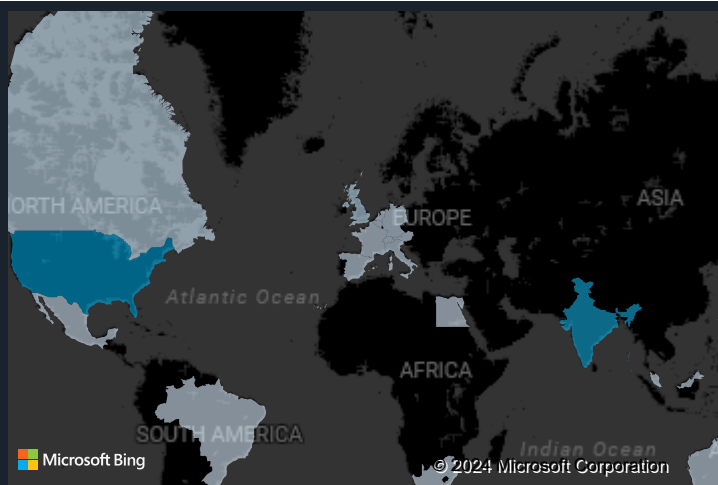 ORTH AMERICA
EUROPE
ASIA
Atlantic Ocean
AFRICA
SOUTH AMERICA
Indian Ocean
A
Microsoft Bing
© 2024 Microsoft Corporation